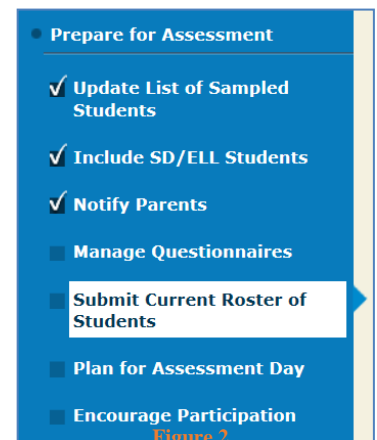 Prepare for Assessment
Update List of Sampled
Students
Include SD/ELL Students
Notify Parents
Manage Questionnaires
Submit Current Roster of
Students
Plan for Assessment Day
Encourage Participation
Figure 2